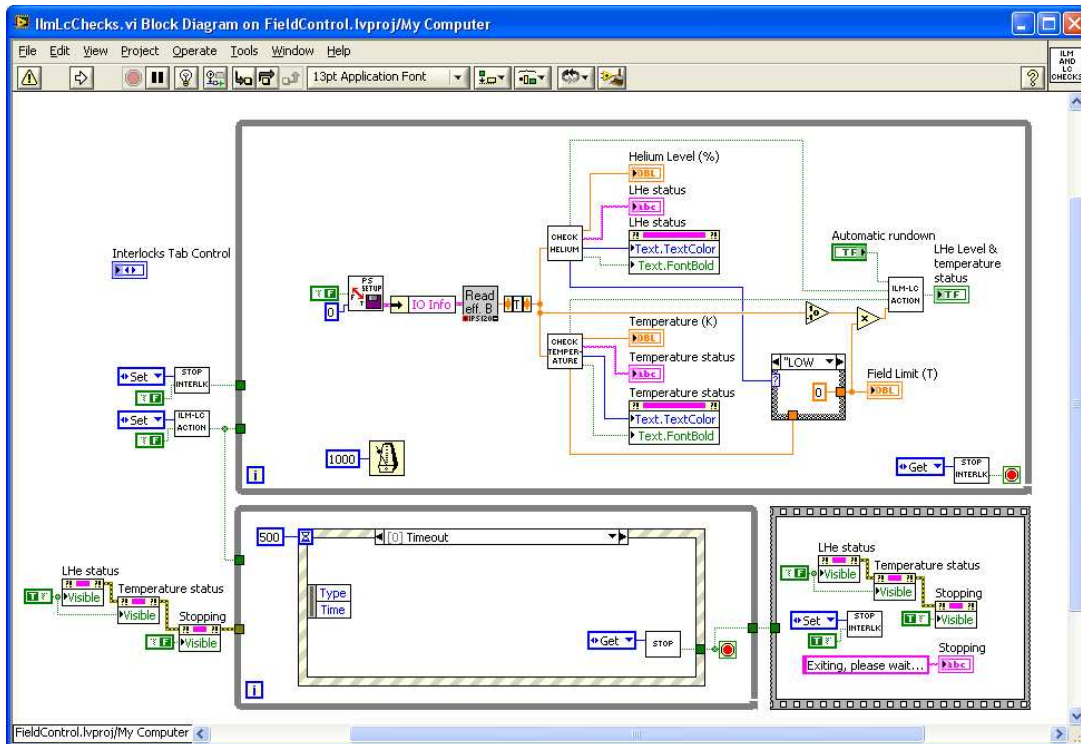 IlmLcChecks.vi Block Diagram on FieldControl.lvproj/My Computer
File Edit View Project Operate Tools Window Help
13pt Application Font
ILM
AND
LC
CHECKS
Helium Level (%)
DBL
LHe status
abc
LHe status
Text.TextColor
Text.FontBold
CHECK
HELIUM
Automatic rundown
TF
LHe Level &
temperature
status
TF
ILM-LC
ACTION
Interlocks Tab Control
F
0
PS
SETUP
F
T
IO Info
Read
eff. B
IPS120
T
CHECK
TEMPER-
ATURE
Temperature (K)
DBL
Temperature status
abc
Temperature status
Text.TextColor
Text.FontBold
"LOW
?
0
Field Limit (T)
DBL
Set
STOP
INTERLK
F
Set
ILM-LC
ACTION
F
1000
i
Get
STOP
INTERLK
500
[0] Timeout
Type
Time
Get
STOP
i
LHe status
T
Visible
Temperature status
Visible
Stopping
F
Visible
LHe status
F
Visible
Temperature status
Visible
Stopping
T
Visible
Set
STOP
INTERLK
T
Stopping
Exiting, please wait...
abc
FieldControl.lvproj/My Computer